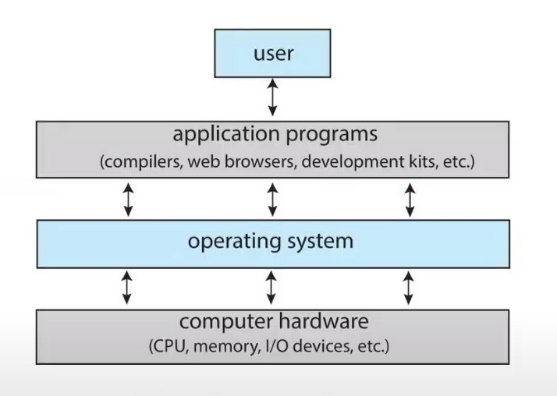 user
application programs
(compilers, web browsers, development kits, etc.)
operating system
computer hardware
(CPU, memory, I/O devices, etc.)